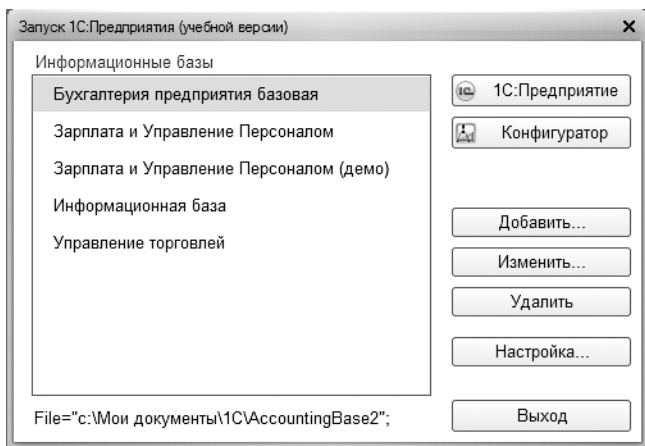 Запуск 1С:Предприятия (учебной версии)
Информационные базы
Бухгалтерия предприятия базовая
Зарплата и Управление Персоналом
Зарплата и Управление Персоналом (демо)
Информационная база
Управление торговлей
1С:Предприятие
Конфигуратор
Добавить...
Изменить...
Удалить
Настройка...
File="c:\Мои документы\1C\AccountingBase2";
Выход